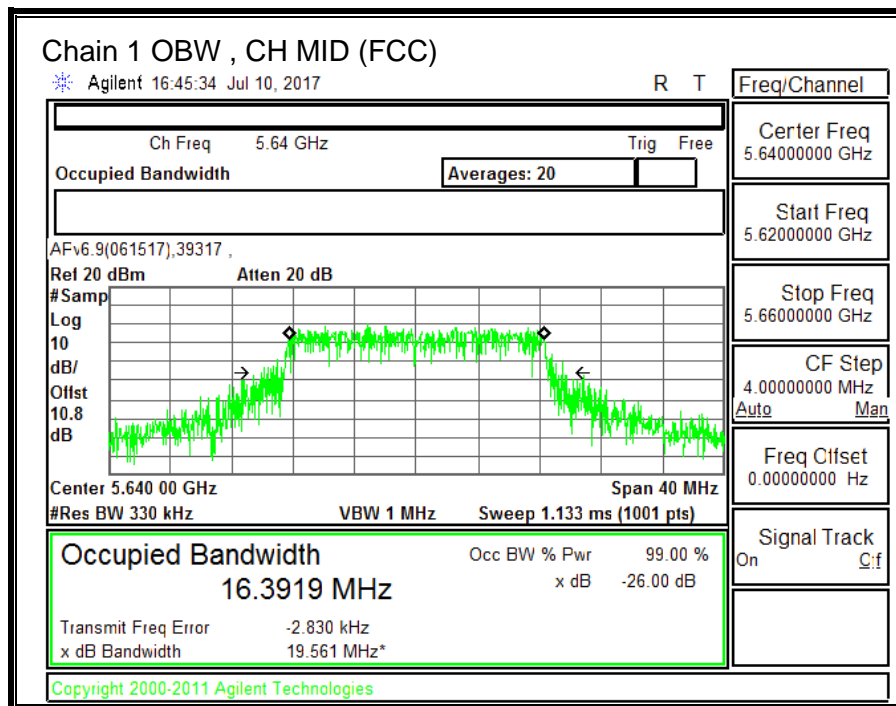 Chain 1 OBW , CH MID (FCC)
Agilent 16:45:34 Jul 10, 2017 R T
Freq/Channel
Ch Freq 5.64 GHz Trig Free
Occupied Bandwidth Averages: 20
AFv6.9(061517),39317 ,
Ref 20 dBm Atten 20 dB
#Samp
Log
10
dB/
Offst
10.8
dB
Center 5.640 00 GHz Span 40 MHz
#Res BW 330 kHz VBW 1 MHz Sweep 1.133 ms (1001 pts)
Occupied Bandwidth
16.3919 MHz
Occ BW % Pwr 99.00 %
x dB -26.00 dB
Transmit Freq Error -2.830 kHz
x dB Bandwidth 19.561 MHz*
Copyright 2000-2011 Agilent Technologies
Center Freq
5.64000000 GHz
Start Freq
5.62000000 GHz
Stop Freq
5.66000000 GHz
CF Step
4.00000000 MHz
Auto Man
Freq Offset
0.00000000 Hz
Signal Track
On Off